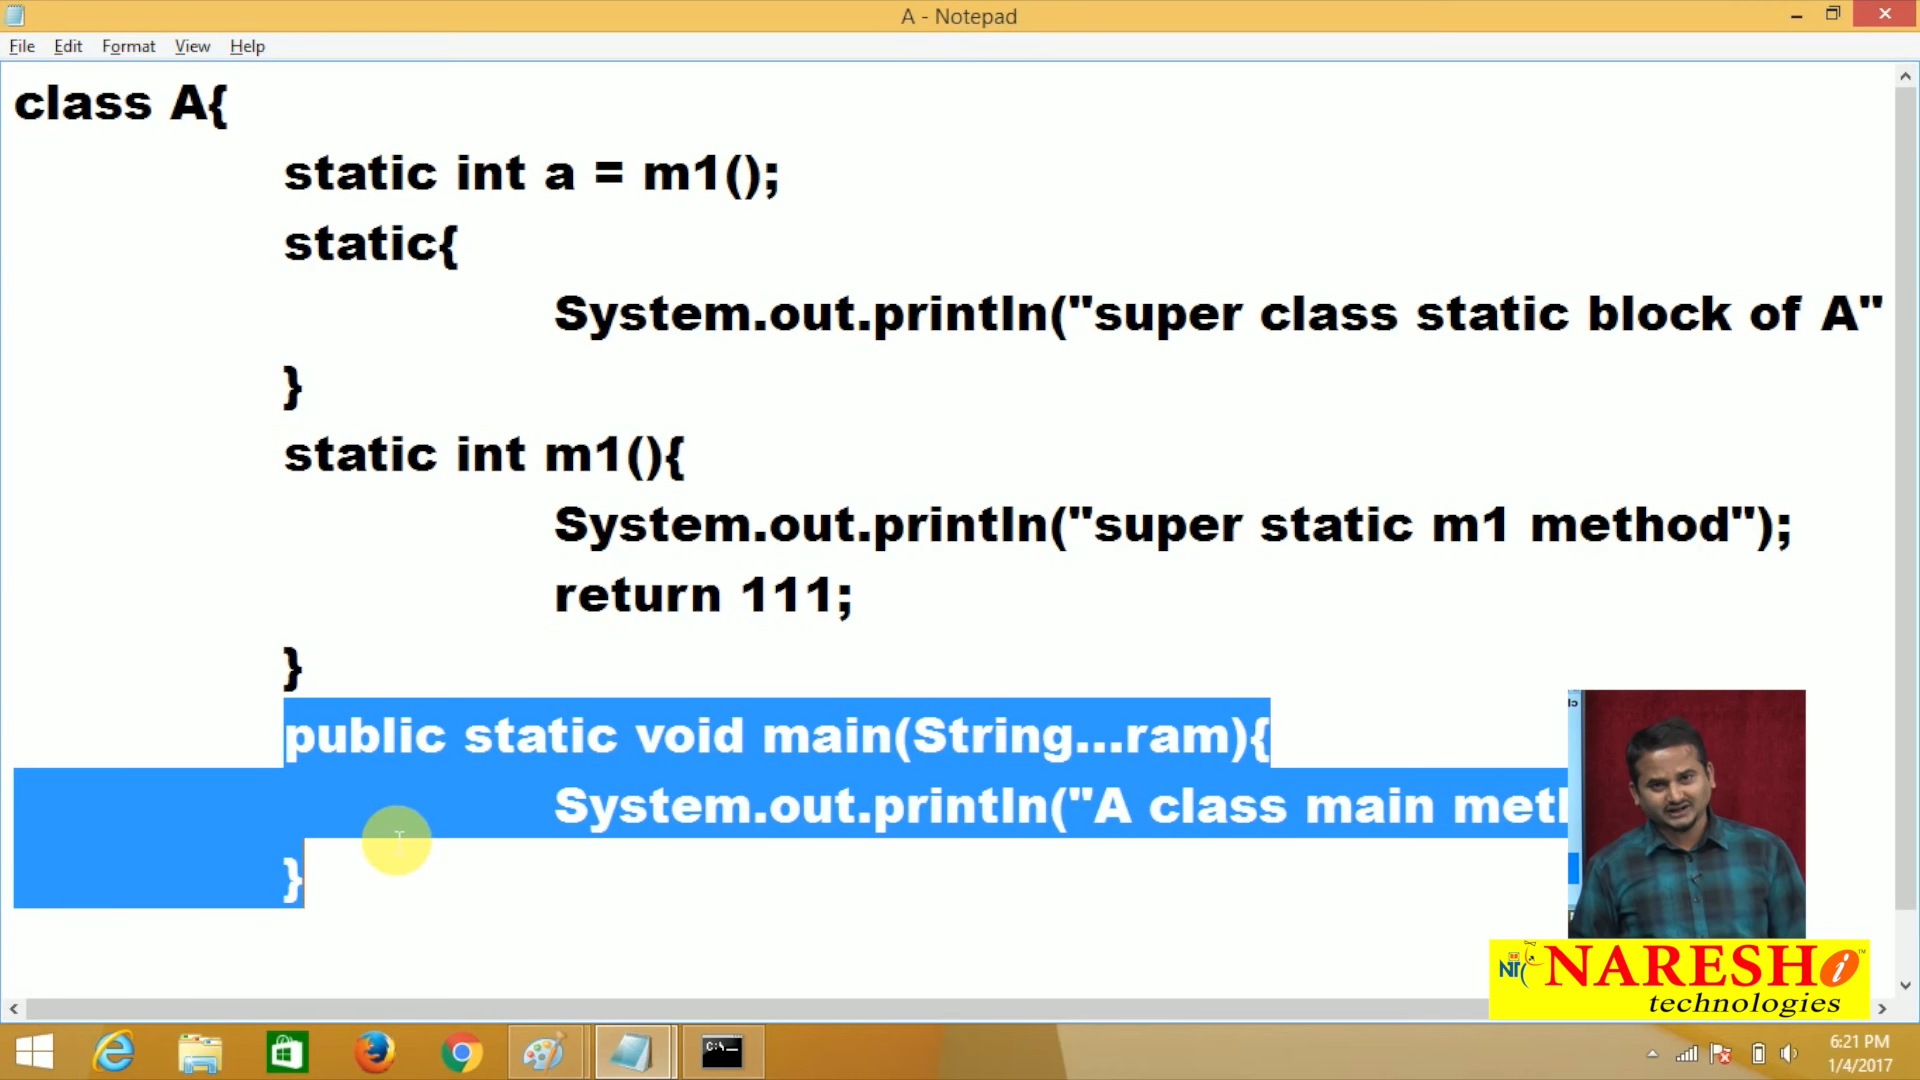 A - Notepad
File Edit Format View Help
class A{
static int a = m1();
static{
System.out.println("super class static block of A"
}
static int m1(){
System.out.println("super static m1 method");
return 111;
}
public static void main(String...ram){
System.out.println("A class main meth
}
NARESH i
technologies
6:21 PM
1/4/2017